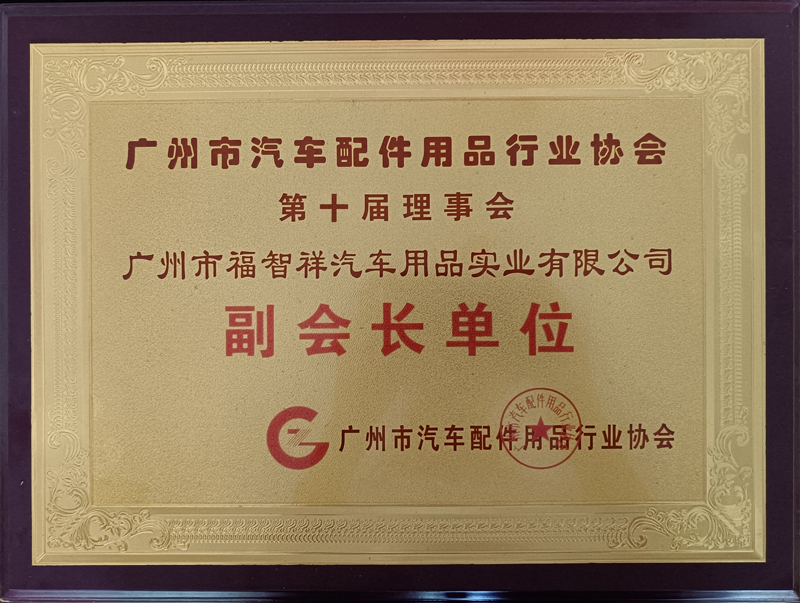 广州市汽车配件用品行业协会
第十届理事会
广州市福智祥汽车用品实业有限公司
副会长单位
广州市汽车配件用品行业协会